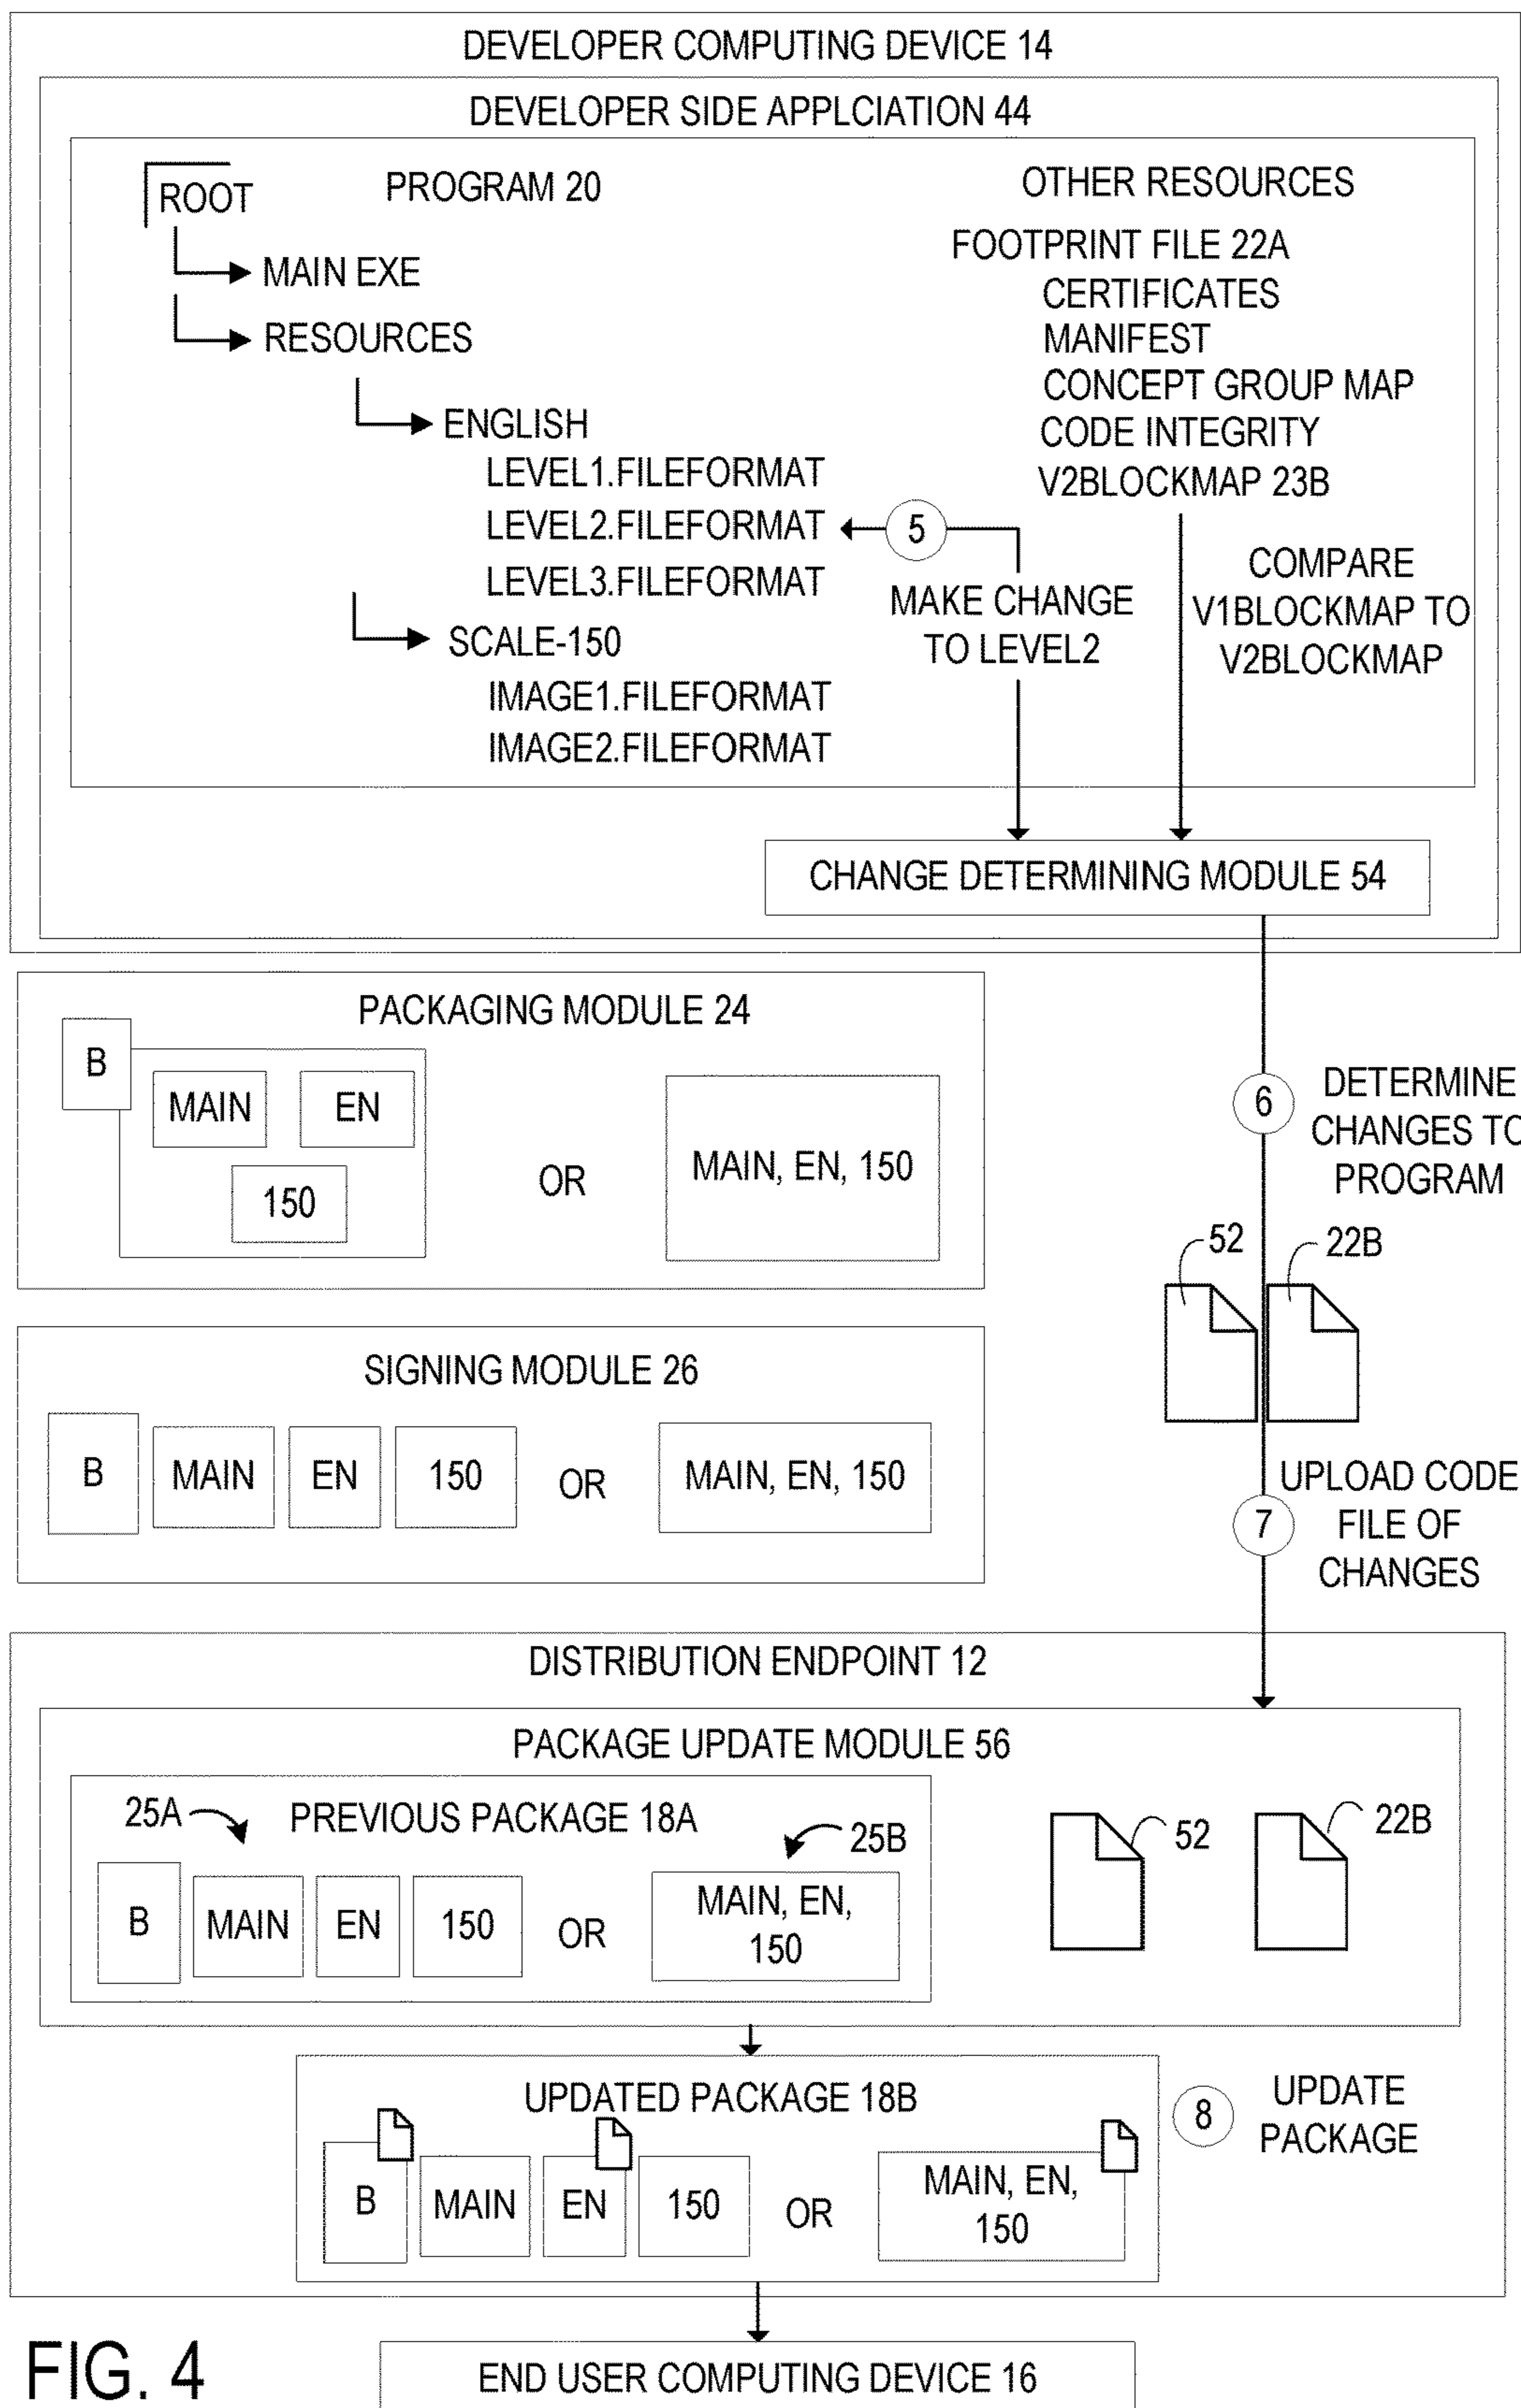 DEVELOPER COMPUTING DEVICE 14
DEVELOPER SIDE APPLCIATION 44
ROOT
PROGRAM 20
MAIN EXE
RESOURCES
ENGLISH
LEVEL1.FILEFORMAT
LEVEL2.FILEFORMAT
LEVEL3.FILEFORMAT
SCALE-150
IMAGE1.FILEFORMAT
IMAGE2.FILEFORMAT
OTHER RESOURCES
FOOTPRINT FILE 22A
CERTIFICATES
MANIFEST
CONCEPT GROUP MAP
CODE INTEGRITY
V2BLOCKMAP 23B
5
MAKE CHANGE
TO LEVEL2
COMPARE
V1BLOCKMAP TO
V2BLOCKMAP
CHANGE DETERMINING MODULE 54
PACKAGING MODULE 24
B
MAIN
EN
150
OR
MAIN, EN, 150
6
DETERMINE
CHANGES TO
PROGRAM
52
22B
SIGNING MODULE 26
B
MAIN
EN
150
OR
MAIN, EN, 150
7
UPLOAD CODE
FILE OF
CHANGES
DISTRIBUTION ENDPOINT 12
PACKAGE UPDATE MODULE 56
25A
PREVIOUS PACKAGE 18A
25B
B
MAIN
EN
150
OR
MAIN, EN,
150
52
22B
UPDATED PACKAGE 18B
B
MAIN
EN
150
OR
MAIN, EN,
150
8
UPDATE
PACKAGE
FIG. 4
END USER COMPUTING DEVICE 16